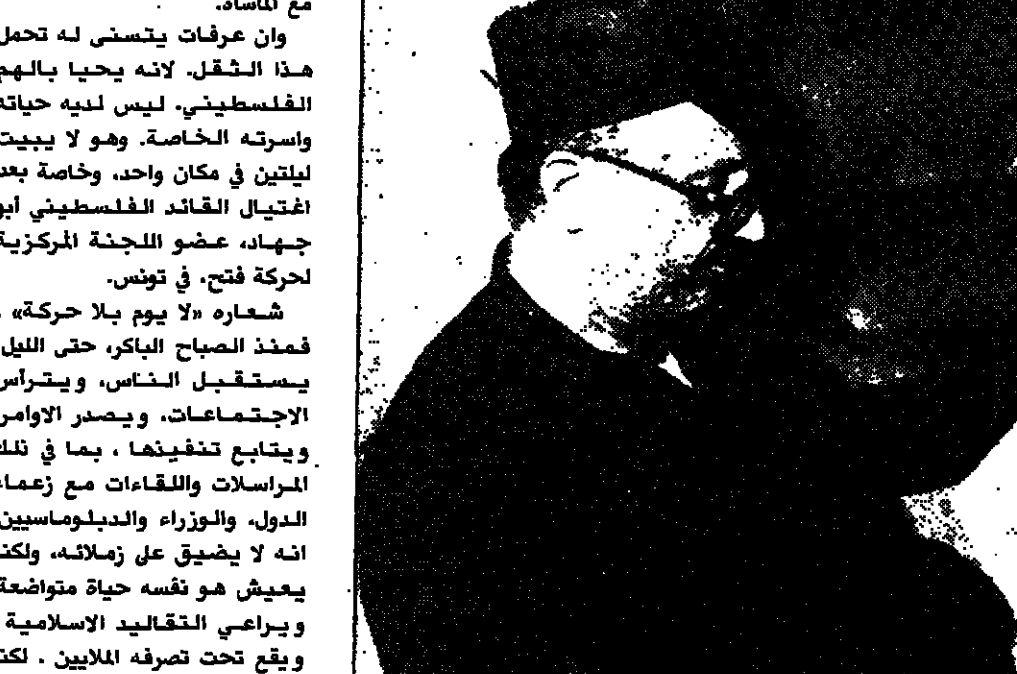 مع المأساة.
وان عرفات يتسنى له تحمل
هذا الثقل. لانه يحيا بالهم
الفلسطيني. ليس لديه حياته
واسرته الخاصة. وهو لا يبيت
ليلتين في مكان واحد، وخاصة بعد
اغتيال القائد الفلسطيني أبو
جهاد، عضو اللجنة المركزية
لحركة فتح، في تونس.
شعاره «لا يوم بلا حركة» .
فمنذ الصباح الباكر، حتى الليل
يستقبل الناس، ويترأس
الاجتماعات، ويصدر الاوامر
ويتابع تنفيذها ، بما في ذلك
المراسلات واللقاءات مع زعماء
الدول، والوزراء والدبلوماسيين
انه لا يضيق على زملائه، ولكنه
يعيش هو نفسه حياة متواضعة
ويراعي التقاليد الاسلامية
ويقع تحت تصرفه الملايين . لكنه